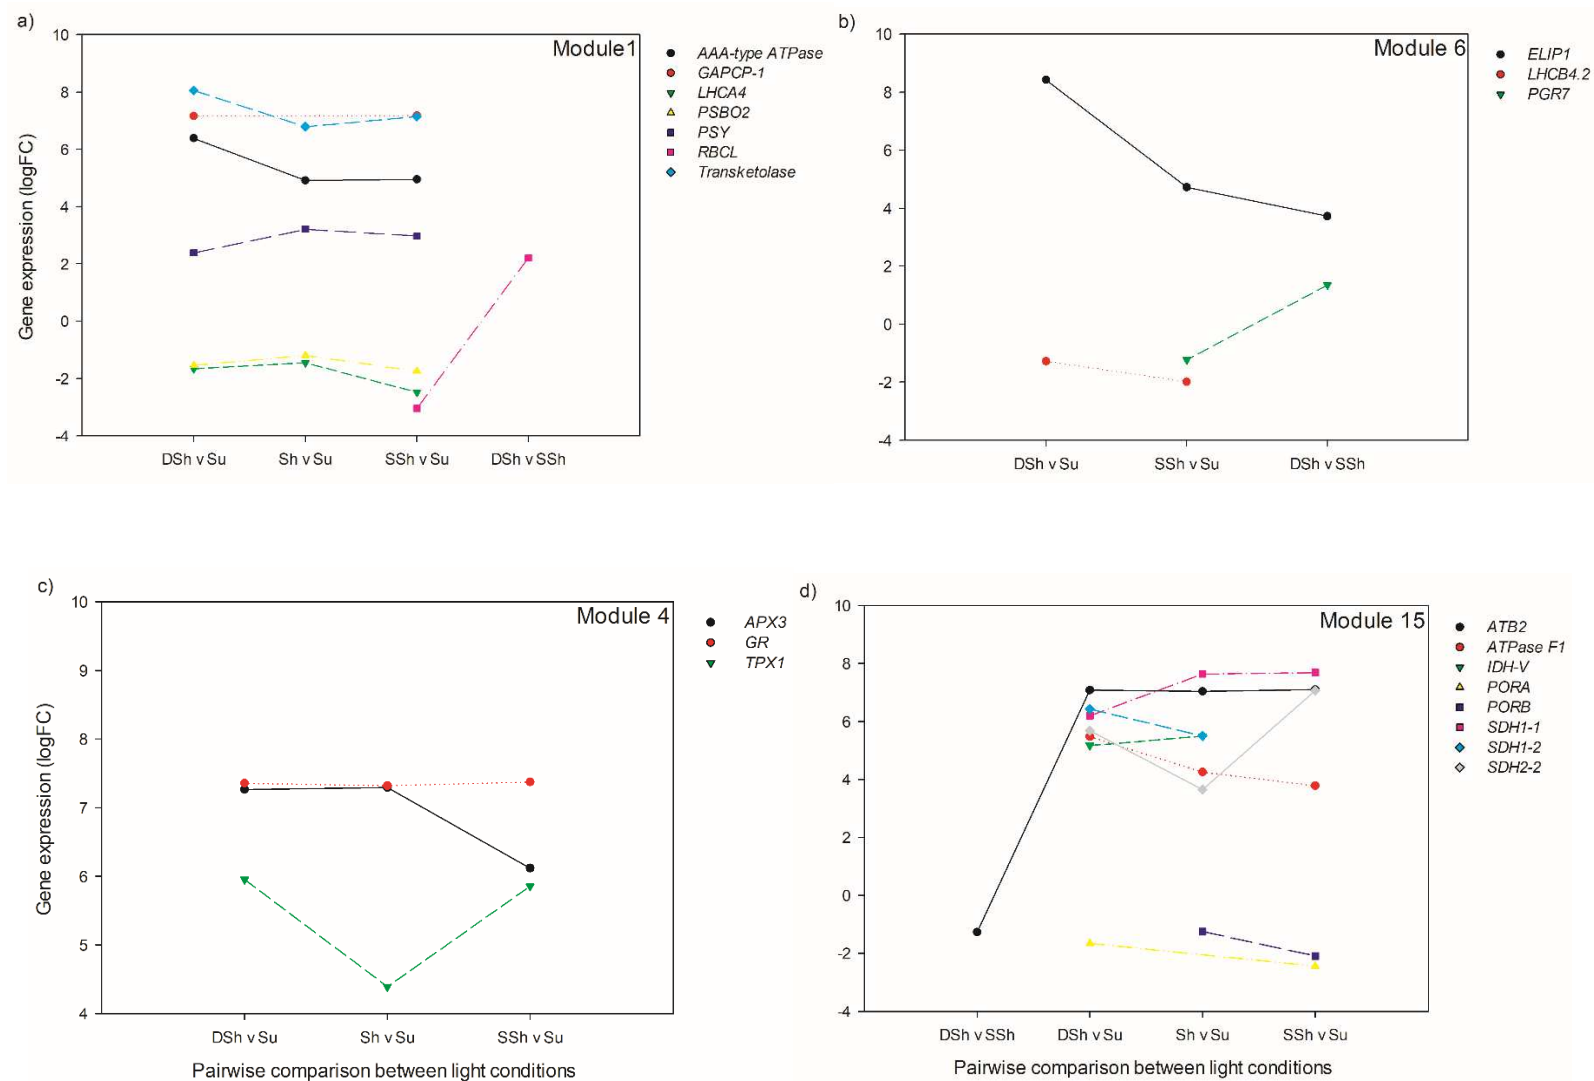 a)
Module1
10
8
6
4
2
0
-2
-4
Gene expression (logFC)
DSh v Su
Sh v Su
SSh v Su
DSh v SSh
AAA-type ATPase
GAPCP-1
LHCA4
PSBO2
PSY
RBCL
Transketolase
b)
Module 6
10
8
6
4
2
0
-2
-4
DSh v Su
SSh v Su
DSh v SSh
ELIP1
LHCB4.2
PGR7
c)
Module 4
10
9
8
7
6
5
4
Gene expression (logFC)
DSh v Su
Sh v Su
SSh v Su
Pairwise comparison between light conditions
APX3
GR
TPX1
d)
Module 15
10
8
6
4
2
0
-2
-4
DSh v SSh
DSh v Su
Sh v Su
SSh v Su
Pairwise comparison between light conditions
ATB2
ATPase F1
IDH-V
PORA
PORB
SDH1-1
SDH1-2
SDH2-2